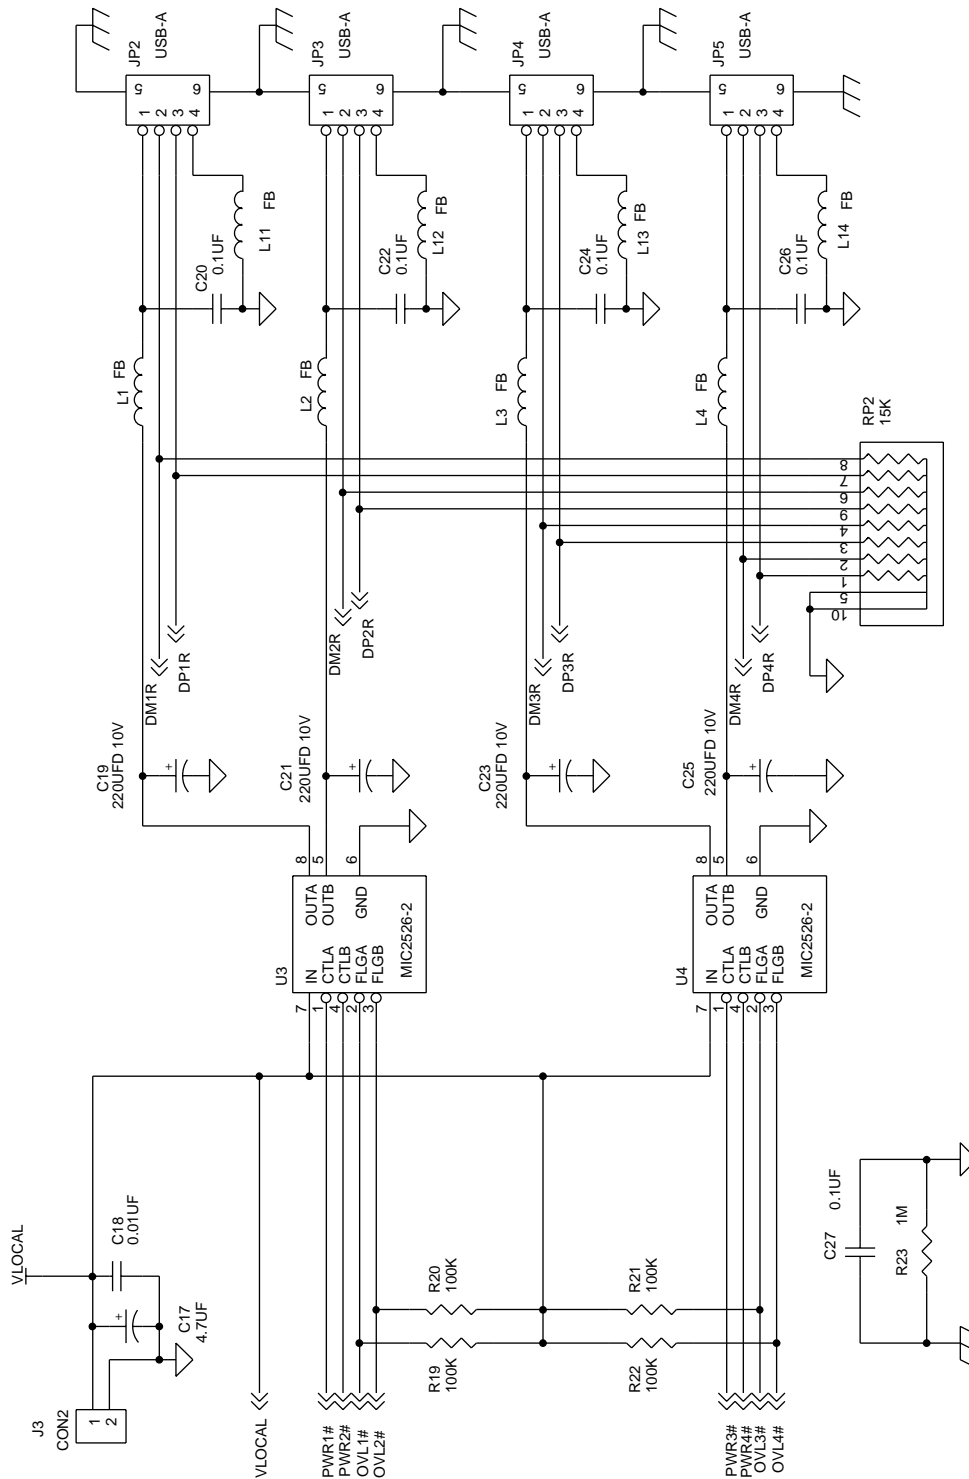 J3
CON2
1
2
VLOCAL
C18
0.01UF
C17
4.7UF
+
VLOCAL
PWR1#
PWR2#
OVL1#
OVL2#
R20
100K
R19
100K
R21
100K
R22
100K
PWR3#
PWR4#
OVL3#
OVL4#
C27
0.1UF
R23
1M
U3
7
1
4
2
3
IN
CTLA
CTLB
FLGA
FLGB
OUTA
OUTB
GND
8
5
6
MIC2526-2
U4
7
1
4
2
3
IN
CTLA
CTLB
FLGA
FLGB
OUTA
OUTB
GND
8
5
6
MIC2526-2
C19
220UFD 10V
+
C21
220UFD 10V
+
C23
220UFD 10V
+
C25
220UFD 10V
+
DM1R
DP1R
DM2R
DP2R
DM3R
DP3R
DM4R
DP4R
RP2
15K
8
7
6
9
4
3
2
1
5
10
L1 FB
L2 FB
L3 FB
L4 FB
C20
0.1UF
L11 FB
C22
0.1UF
L12 FB
C24
0.1UF
L13 FB
C26
0.1UF
L14 FB
JP2
USB-A
5
1
2
3
4
6
JP3
USB-A
5
1
2
3
4
6
JP4
USB-A
5
1
2
3
4
6
JP5
USB-A
5
1
2
3
4
6